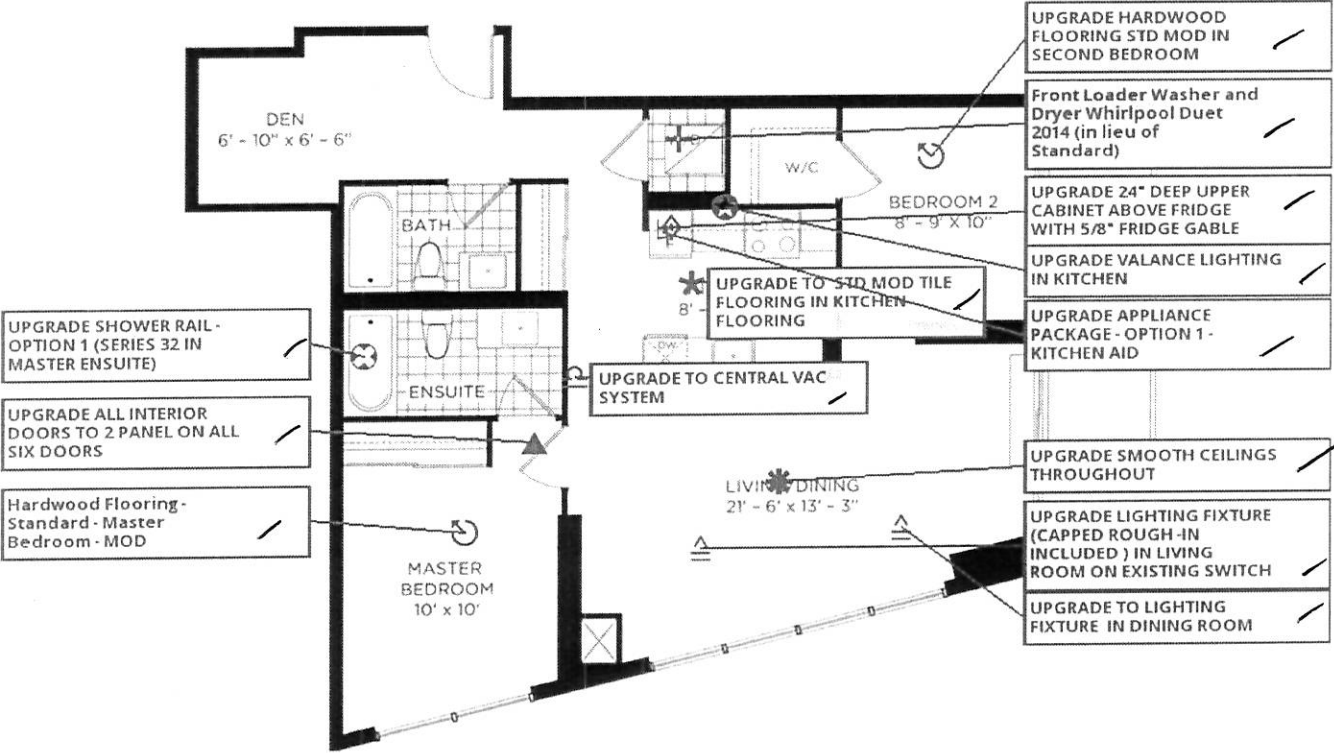 UPGRADE HARDWOOD
FLOORING STD MOD IN
SECOND BEDROOM
Front Loader Washer and
Dryer Whirlpool Duet
2014 (in lieu of
Standard)
UPGRADE 24" DEEP UPPER
CABINET ABOVE FRIDGE
WITH 5/8" FRIDGE GABLE
UPGRADE VALANCE LIGHTING
IN KITCHEN
UPGRADE APPLIANCE
PACKAGE - OPTION 1 -
KITCHEN AID
UPGRADE SMOOTH CEILINGS
THROUGHOUT
UPGRADE LIGHTING FIXTURE
(CAPPED ROUGH -IN
INCLUDED ) IN LIVING
ROOM ON EXISTING SWITCH
UPGRADE TO LIGHTING
FIXTURE IN DINING ROOM
DEN
6' - 10" x 6' - 6"
W/C
BEDROOM 2
8' - 9' X 10"
BATH
UPGRADE TO STD MOD TILE
FLOORING IN KITCHEN
FLOORING
8' -
DW
UPGRADE SHOWER RAIL -
OPTION 1 (SERIES 32 IN
MASTER ENSUITE)
ENSUITE
UPGRADE TO CENTRAL VAC
SYSTEM
UPGRADE ALL INTERIOR
DOORS TO 2 PANEL ON ALL
SIX DOORS
LIVING/DINING
21' - 6' x 13' - 3"
Hardwood Flooring -
Standard - Master
Bedroom - MOD
MASTER
BEDROOM
10' x 10'